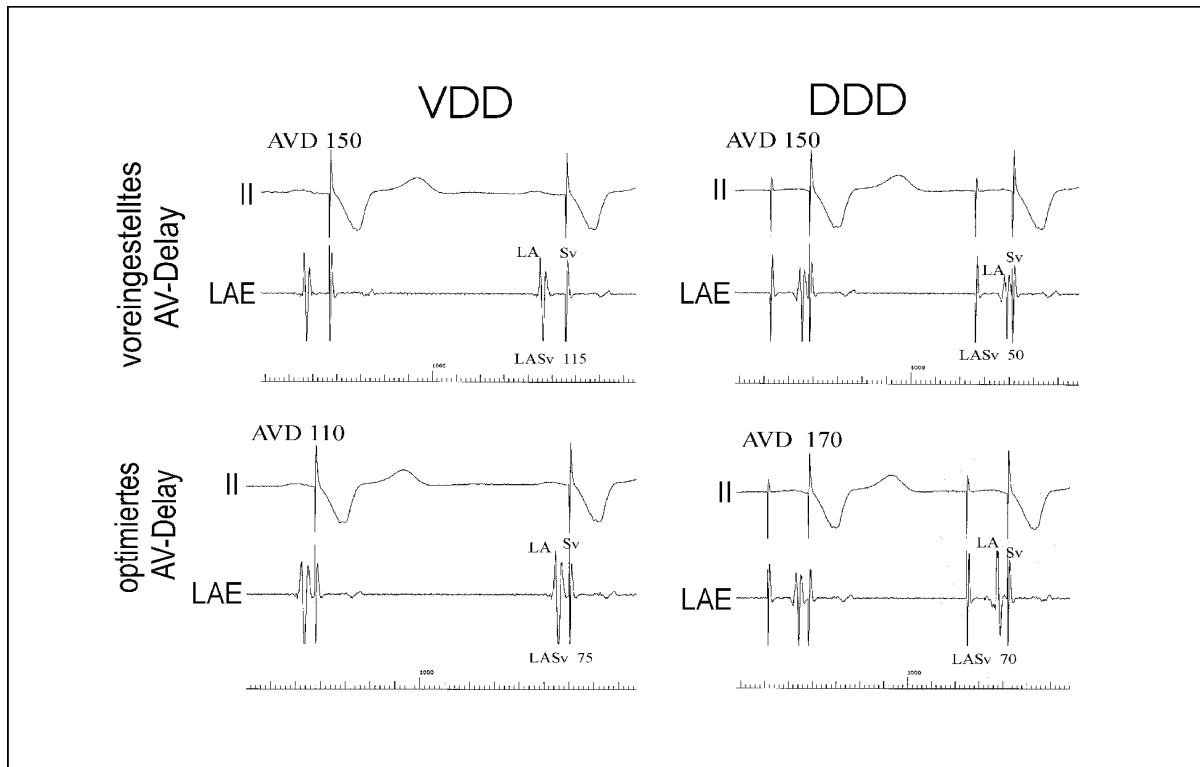 VDD
DDD
voreingestelltes
AV-Delay
AVD 150
II
LAE
LA
Sv
LASv 115
1000
AVD 150
II
LAE
LA
Sv
LASv 50
1000
optimiertes
AV-Delay
AVD 110
II
LAE
LA
Sv
LASv 75
1000
AVD 170
II
LAE
LA
Sv
LASv 70
1000